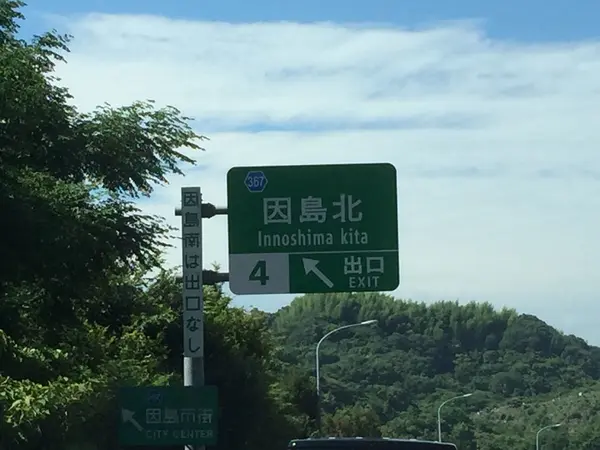 367
因島北
Innoshima kita
4
出口
EXIT
因島南は出口なし
因島市街
CITY CENTER